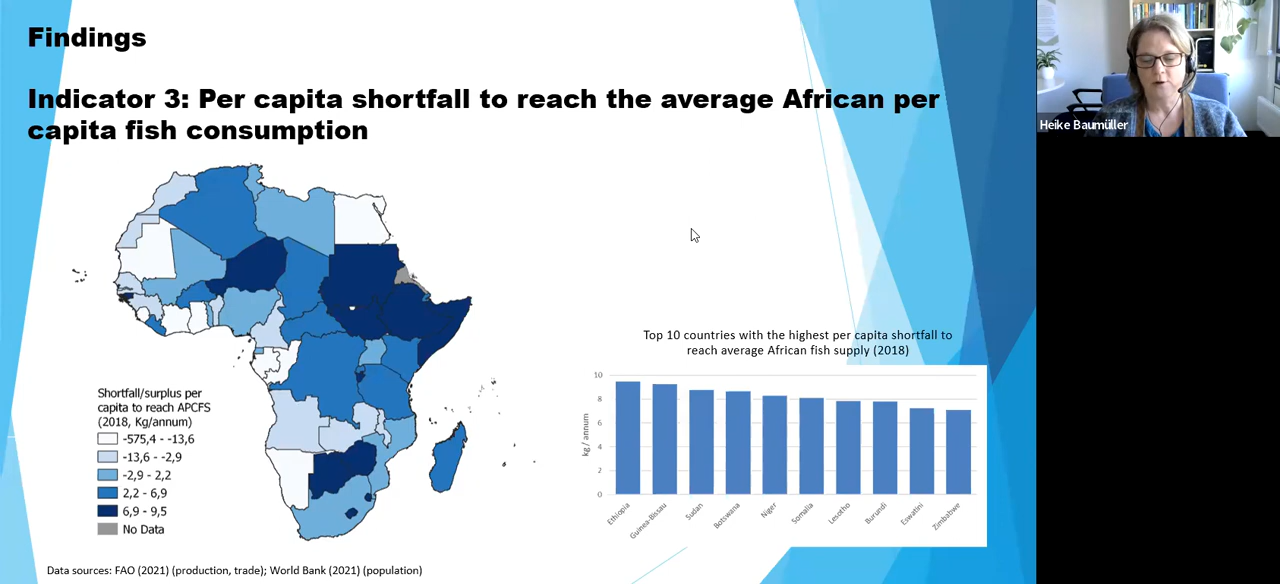 Findings
Indicator 3: Per capita shortfall to reach the average African per
capita fish consumption
Heike Baumüller
Shortfall/surplus per
capita to reach APCFS
(2018, Kg/annum)
-575,4 - -13,6
-13,6 - -2,9
-2,9 - 2,2
2,2 - 6,9
6,9 - 9,5
No Data
Top 10 countries with the highest per capita shortfall to
reach average African fish supply (2018)
kg / annum
10
8
6
4
2
0
Ethiopia
Guinea-Bissau
Sudan
Botswana
Niger
Somalia
Lesotho
Burundi
Eswatini
Zimbabwe
Data sources: FAO (2021) (production, trade); World Bank (2021) (population)